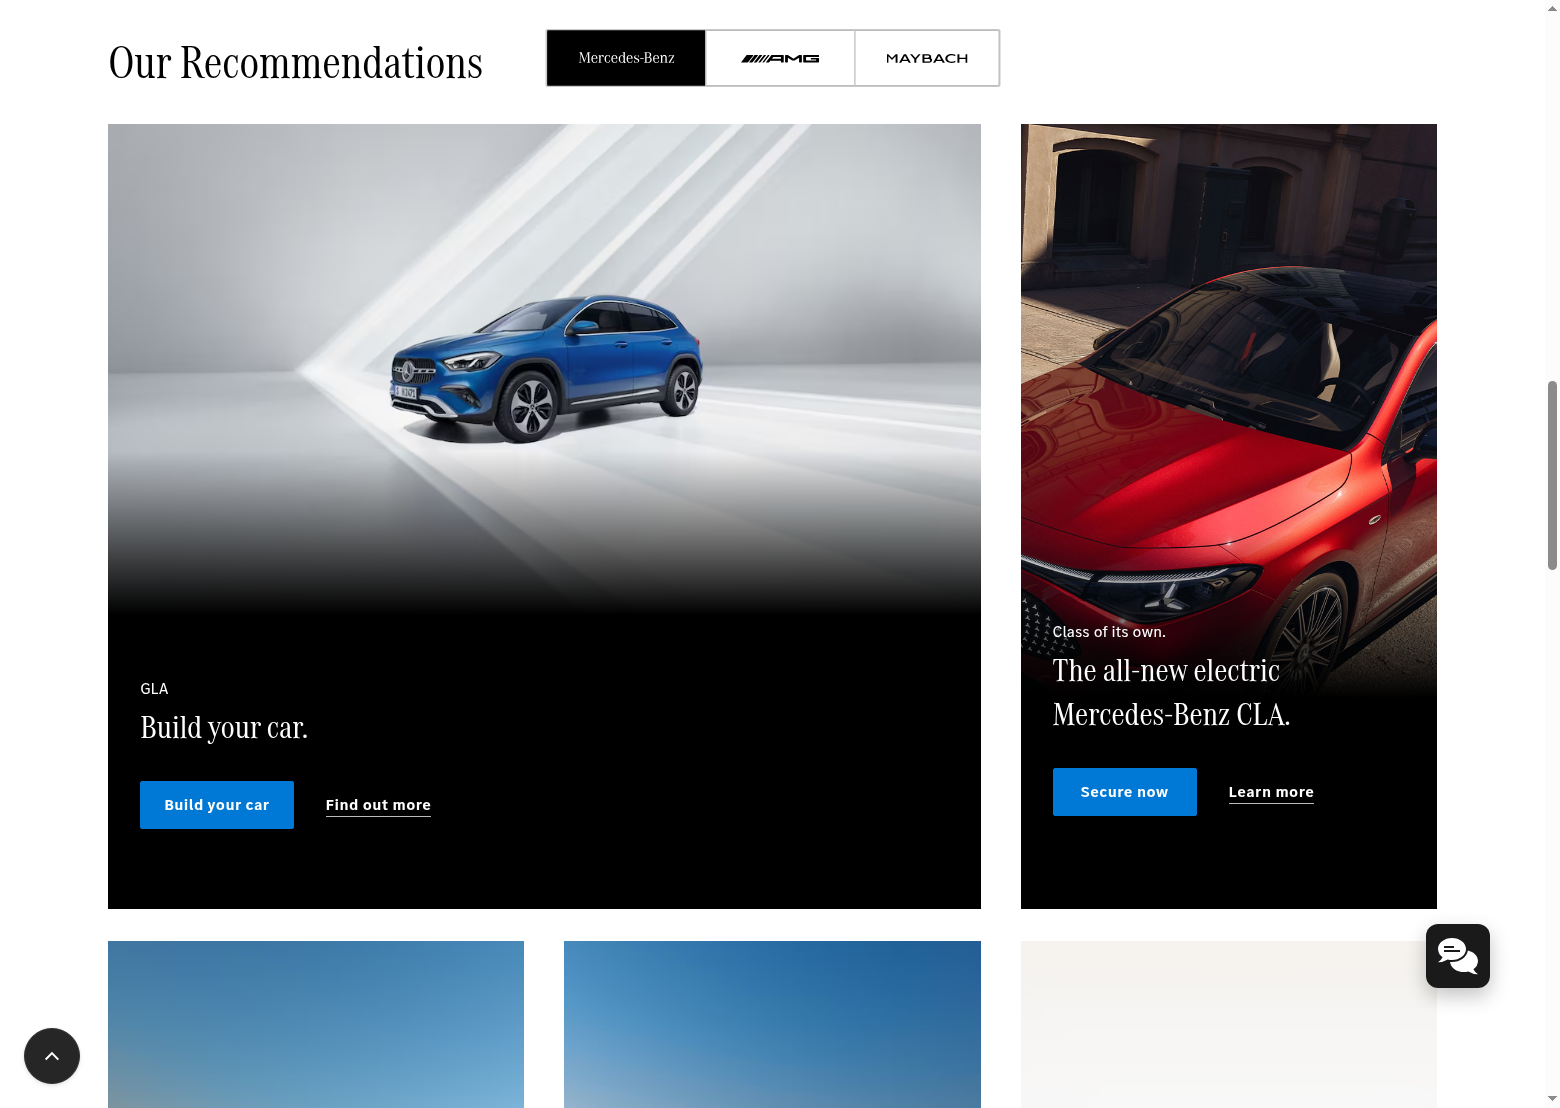 Our Recommendations
Mercedes-Benz
AMG
MAYBACH
GLA
Build your car.
Build your car
Find out more
Class of its own.
The all-new electric
Mercedes-Benz CLA.
Secure now
Learn more